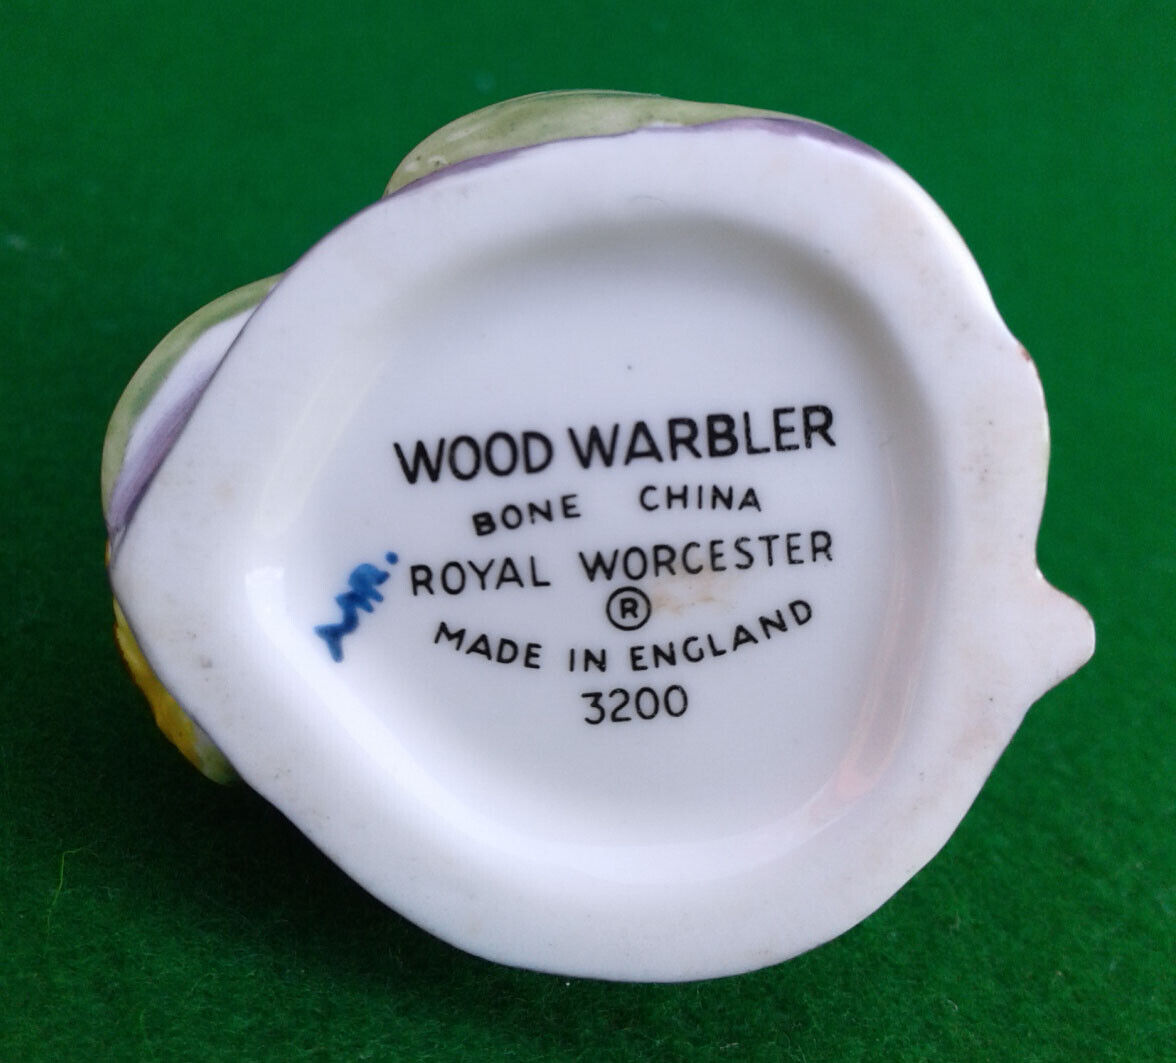 WOOD WARBLER
BONE CHINA
ROYAL WORCESTER
®
MADE IN ENGLAND
3200